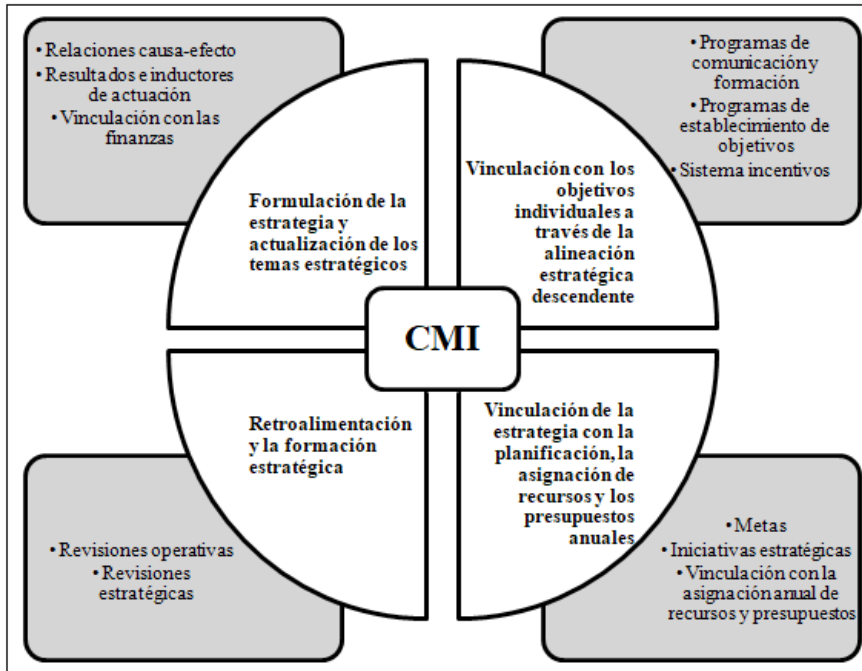 • Relaciones causa-efecto
• Resultados e inductores
de actuación
• Vinculación con las
finanzas
• Programas de
comunicación y
formación
• Programas de
establecimiento de
objetivos
• Sistema incentivos
Formulación de la
estrategia y
actualización de los
temas estratégicos
Vinculación con los
objetivos
individuales a
través de la
alineación
estratégica
descendente
CMI
Retroalimentación
y la formación
estratégica
Vinculación de la
estrategia con la
planificación, la
asignación de
recursos y los
presupuestos
anuales
• Revisiones operativas
• Revisiones
estratégicas
• Metas
• Iniciativas estratégicas
• Vinculación con la
asignación anual de
recursos y presupuestos